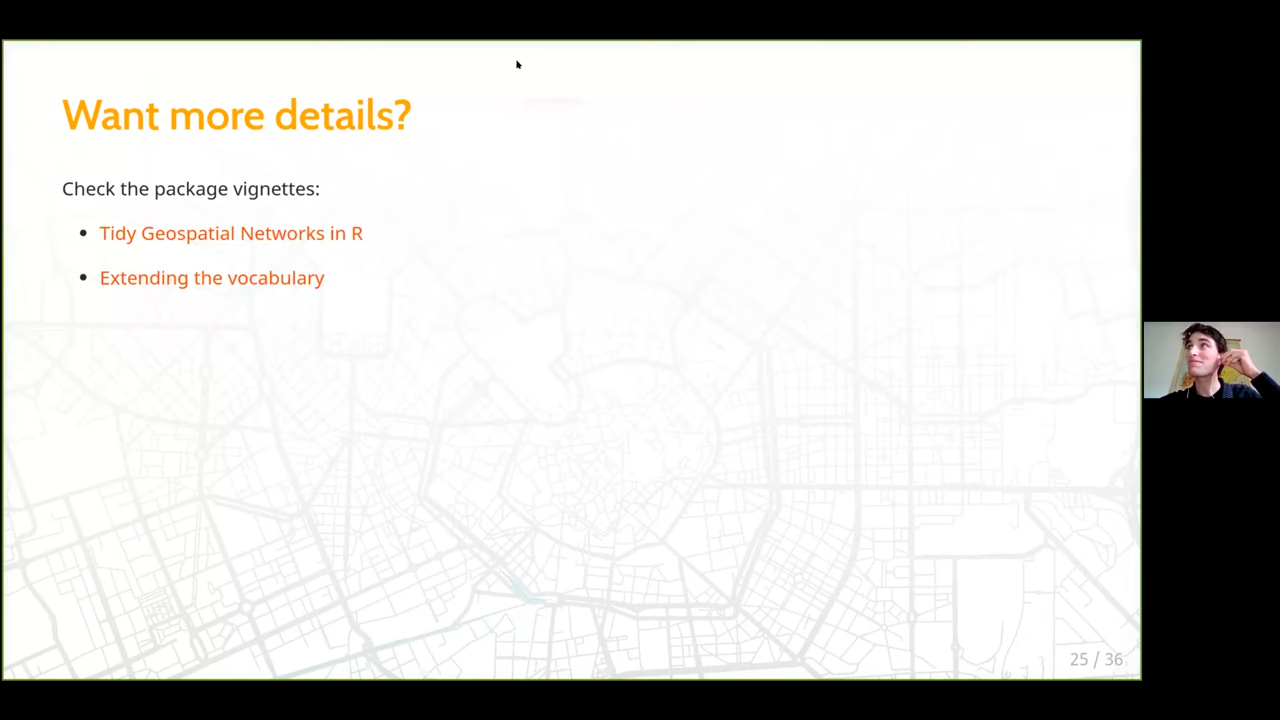 Want more details?
Check the package vignettes:
Tidy Geospatial Networks in R
Extending the vocabulary
25 / 36